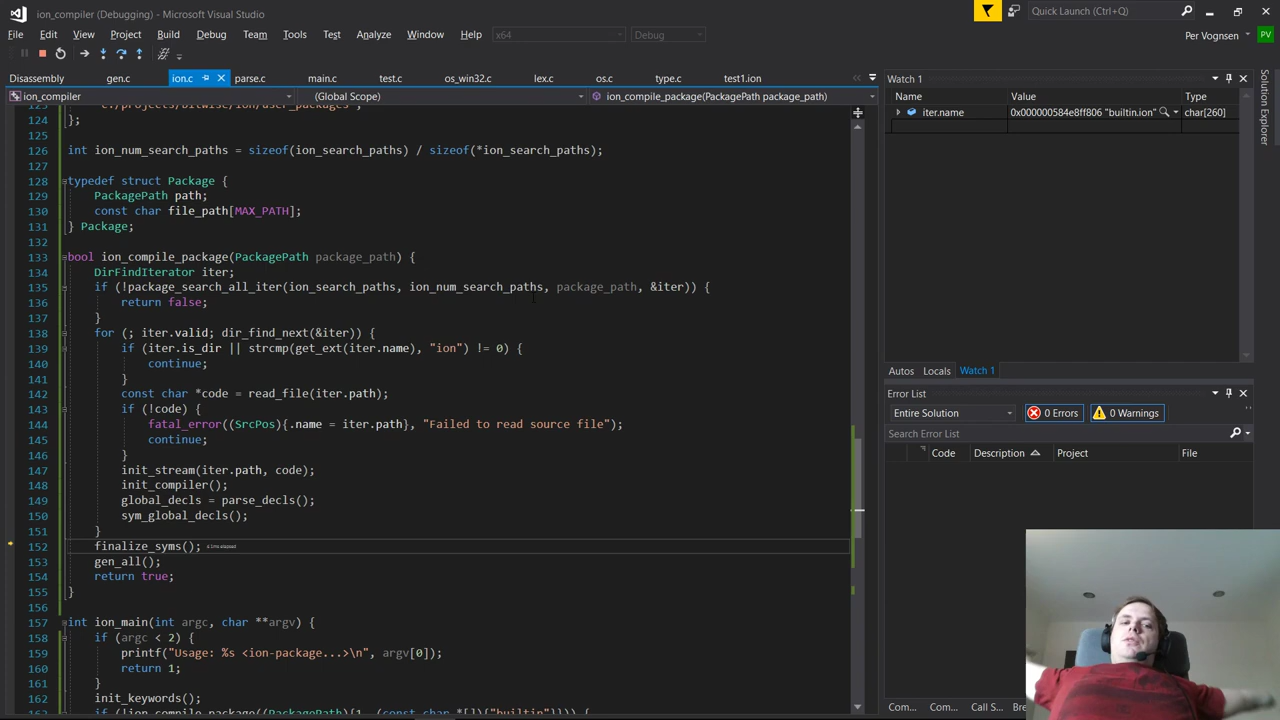 ion_compiler (Debugging) - Microsoft Visual Studio
Quick Launch (Ctrl+Q)
File Edit View Project Build Debug Team Tools Test Analyze Window Help x64 Debug
Per Vognsen PV
Disassembly gen.c ion.c parse.c main.c test.c os_win32.c lex.c os.c type.c test1.ion
ion_compiler (Global Scope) ion_compile_package(PackagePath package_path)
124 };
125
126 int ion_num_search_paths = sizeof(ion_search_paths) / sizeof(*ion_search_paths);
127
128 typedef struct Package {
129 PackagePath path;
130 const char file_path[MAX_PATH];
131 } Package;
132
133 bool ion_compile_package(PackagePath package_path) {
134 DirFindIterator iter;
135 if (!package_search_all_iter(ion_search_paths, ion_num_search_paths, package_path, &iter)) {
136 return false;
137 }
138 for (; iter.valid; dir_find_next(&iter)) {
139 if (iter.is_dir || strcmp(get_ext(iter.name), "ion") != 0) {
140 continue;
141 }
142 const char *code = read_file(iter.path);
143 if (!code) {
144 fatal_error((SrcPos){.name = iter.path}, "Failed to read source file");
145 continue;
146 }
147 init_stream(iter.path, code);
148 init_compiler();
149 global_decls = parse_decls();
150 sym_global_decls();
151 }
152 finalize_syms();
153 gen_all();
154 return true;
155 }
156
157 int ion_main(int argc, char **argv) {
158 if (argc < 2) {
159 printf("Usage: %s <ion-package...>\n", argv[0]);
160 return 1;
161 }
162 init_keywords();
Watch 1
Name Value Type
iter.name 0x000000584e8ff806 "builtin.ion" char[260]
Autos Locals Watch 1
Error List
Entire Solution 0 Errors 0 Warnings
Search Error List
Code Description Project File
Com... Com... Call S... Bre
Solution Explorer